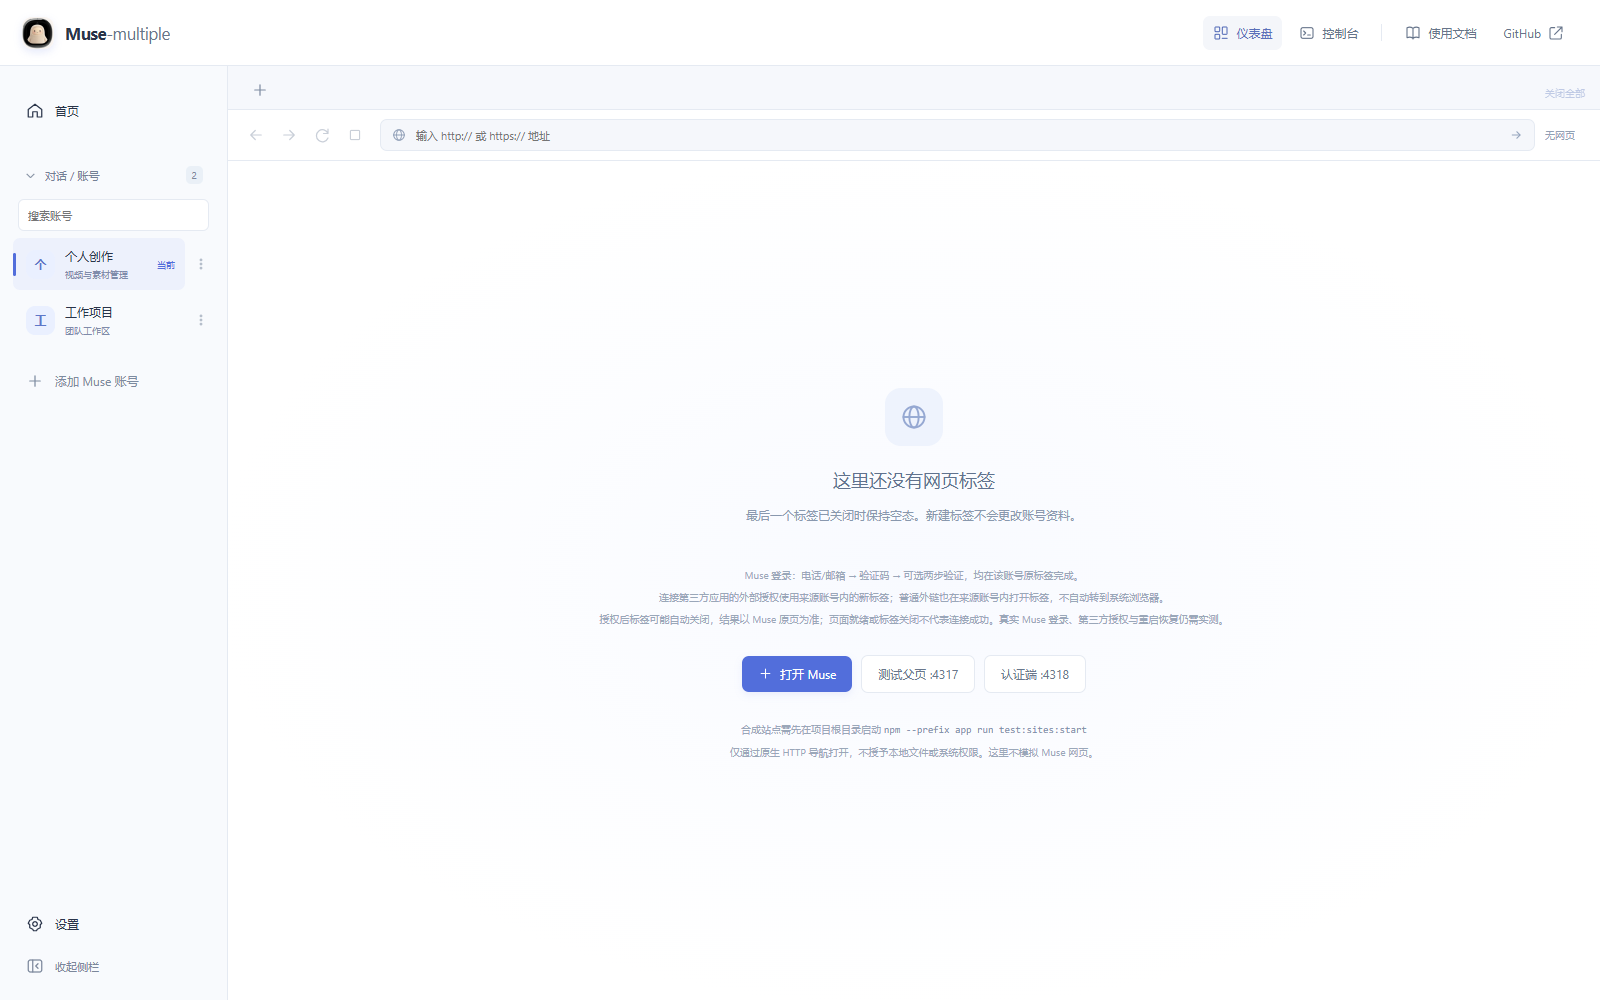 Muse-multiple
仪表盘
控制台
使用文档
GitHub
首页
关闭全部
输入 http:// 或 https:// 地址
无网页
对话 / 账号
2
搜索账号
个人创作
视频与素材管理
当前
工
工作项目
团队工作区
添加 Muse 账号
这里还没有网页标签
最后一个标签已关闭时保持空态。新建标签不会更改账号资料。
Muse 登录：电话/邮箱 → 验证码 → 可选两步验证，均在该账号原标签完成。
连接第三方应用的外部授权使用来源账号内的新标签；普通外链也在来源账号内打开标签，不自动转到系统浏览器。
授权后标签可能自动关闭，结果以 Muse 原页为准；页面就绪或标签关闭不代表连接成功。真实 Muse 登录、第三方授权与重启恢复仍需实测。
打开 Muse
测试父页 :4317
认证端 :4318
合成站点需先在项目根目录启动 npm --prefix app run test:sites:start
仅通过原生 HTTP 导航打开，不授予本地文件或系统权限。这里不模拟 Muse 网页。
设置
收起侧栏